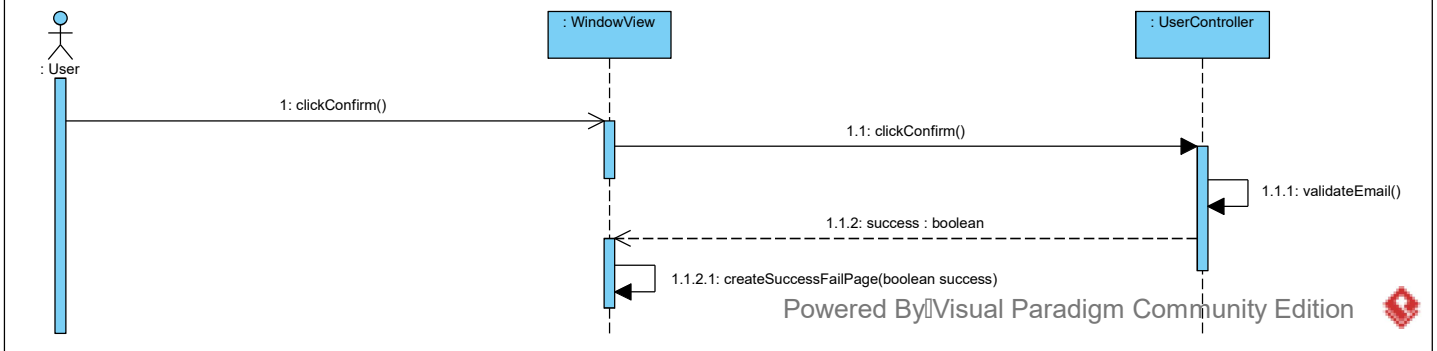 : User
: WindowView
: UserController
1: clickConfirm()
1.1: clickConfirm()
1.1.1: validateEmail()
1.1.2: success : boolean
1.1.2.1: createSuccessFailPage(boolean success)
Powered By▯Visual Paradigm Community Edition